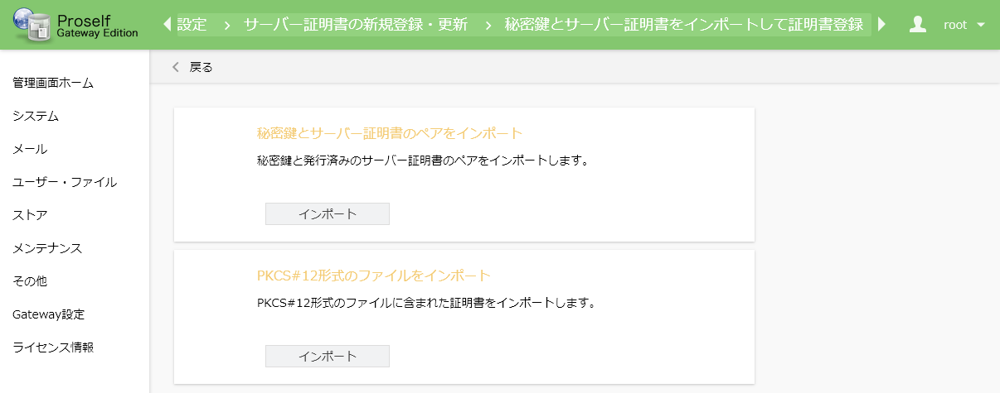 Proself
Gateway Edition
設定 > サーバー証明書の新規登録・更新 > 秘密鍵とサーバー証明書をインポートして証明書登録
root
戻る
管理画面ホーム
システム
メール
ユーザー・ファイル
ストア
メンテナンス
その他
Gateway設定
ライセンス情報
秘密鍵とサーバー証明書のペアをインポート
秘密鍵と発行済みのサーバー証明書のペアをインポートします。
インポート
PKCS#12形式のファイルをインポート
PKCS#12形式のファイルに含まれた証明書をインポートします。
インポート